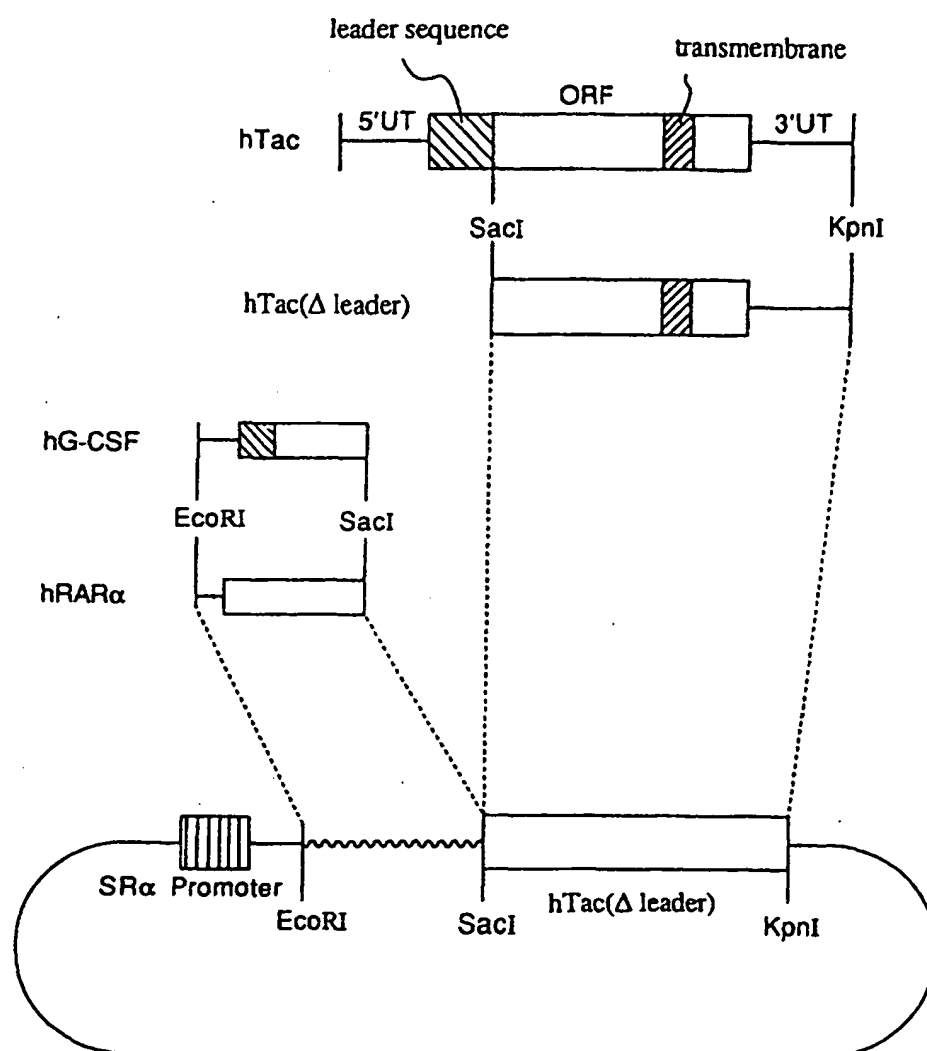 leader sequence
transmembrane
ORF
5'UT
3'UT
hTac
SacI
KpnI
hTac(Δ leader)
hG-CSF
EcoRI
SacI
hRARα
SRα Promoter
EcoRI
SacI
hTac(Δ leader)
KpnI